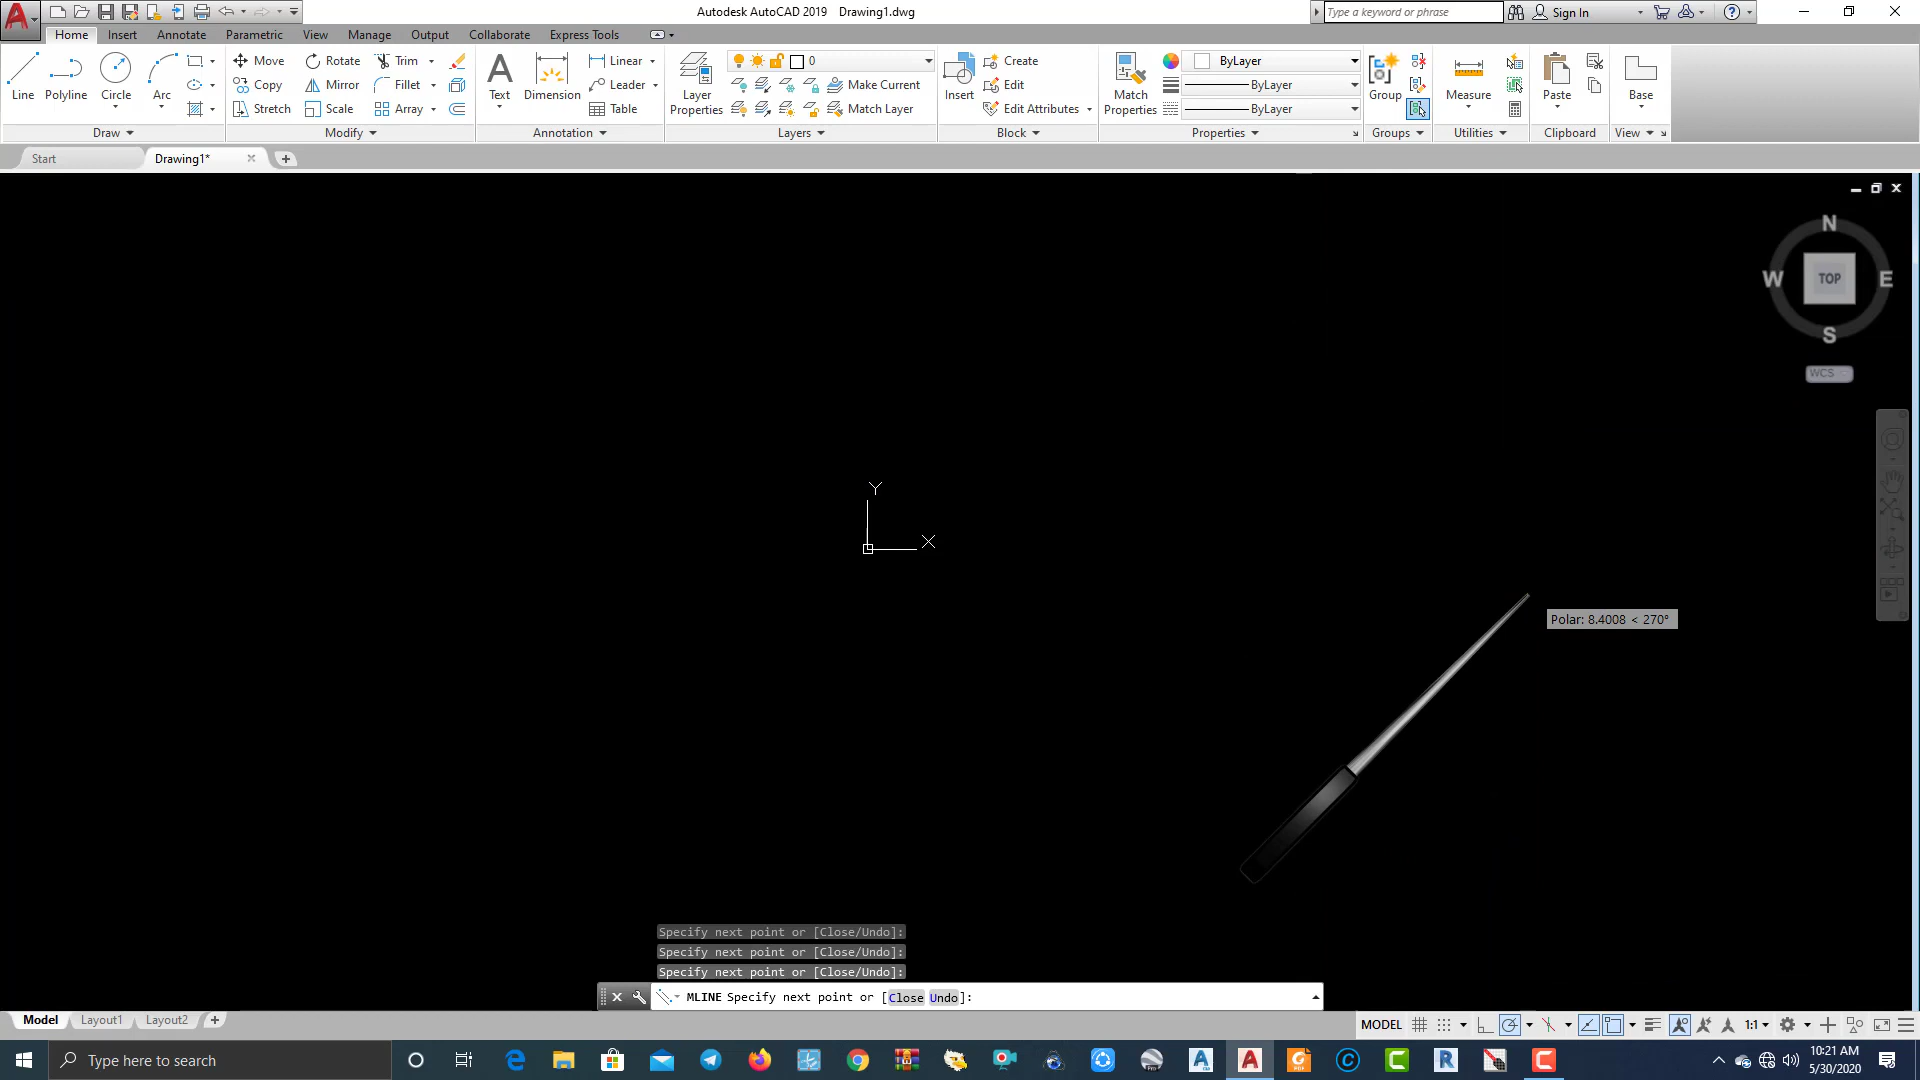 Autodesk AutoCAD 2019 Drawing1.dwg
Type a keyword or phrase
Sign In
Home Insert Annotate Parametric View Manage Output Collaborate Express Tools
Line Polyline Circle Arc
Move Rotate Trim
Copy Mirror Fillet
Stretch Scale Array
Text Dimension
Linear
Leader
Table
Layer Properties
0
Make Current
Match Layer
Insert
Create
Edit
Edit Attributes
Match Properties
ByLayer
ByLayer
ByLayer
Group
Measure
Paste
Base
Draw Modify Annotation Layers Block Properties Groups Utilities Clipboard View
Start Drawing1*
N
W TOP E
S
WCS
Y
X
Polar: 8.4008 < 270°
Specify next point or [Close/Undo]:
Specify next point or [Close/Undo]:
Specify next point or [Close/Undo]:
MLINE Specify next point or [Close Undo]:
Model Layout1 Layout2
MODEL 1:1
Type here to search
10:21 AM
5/30/2020